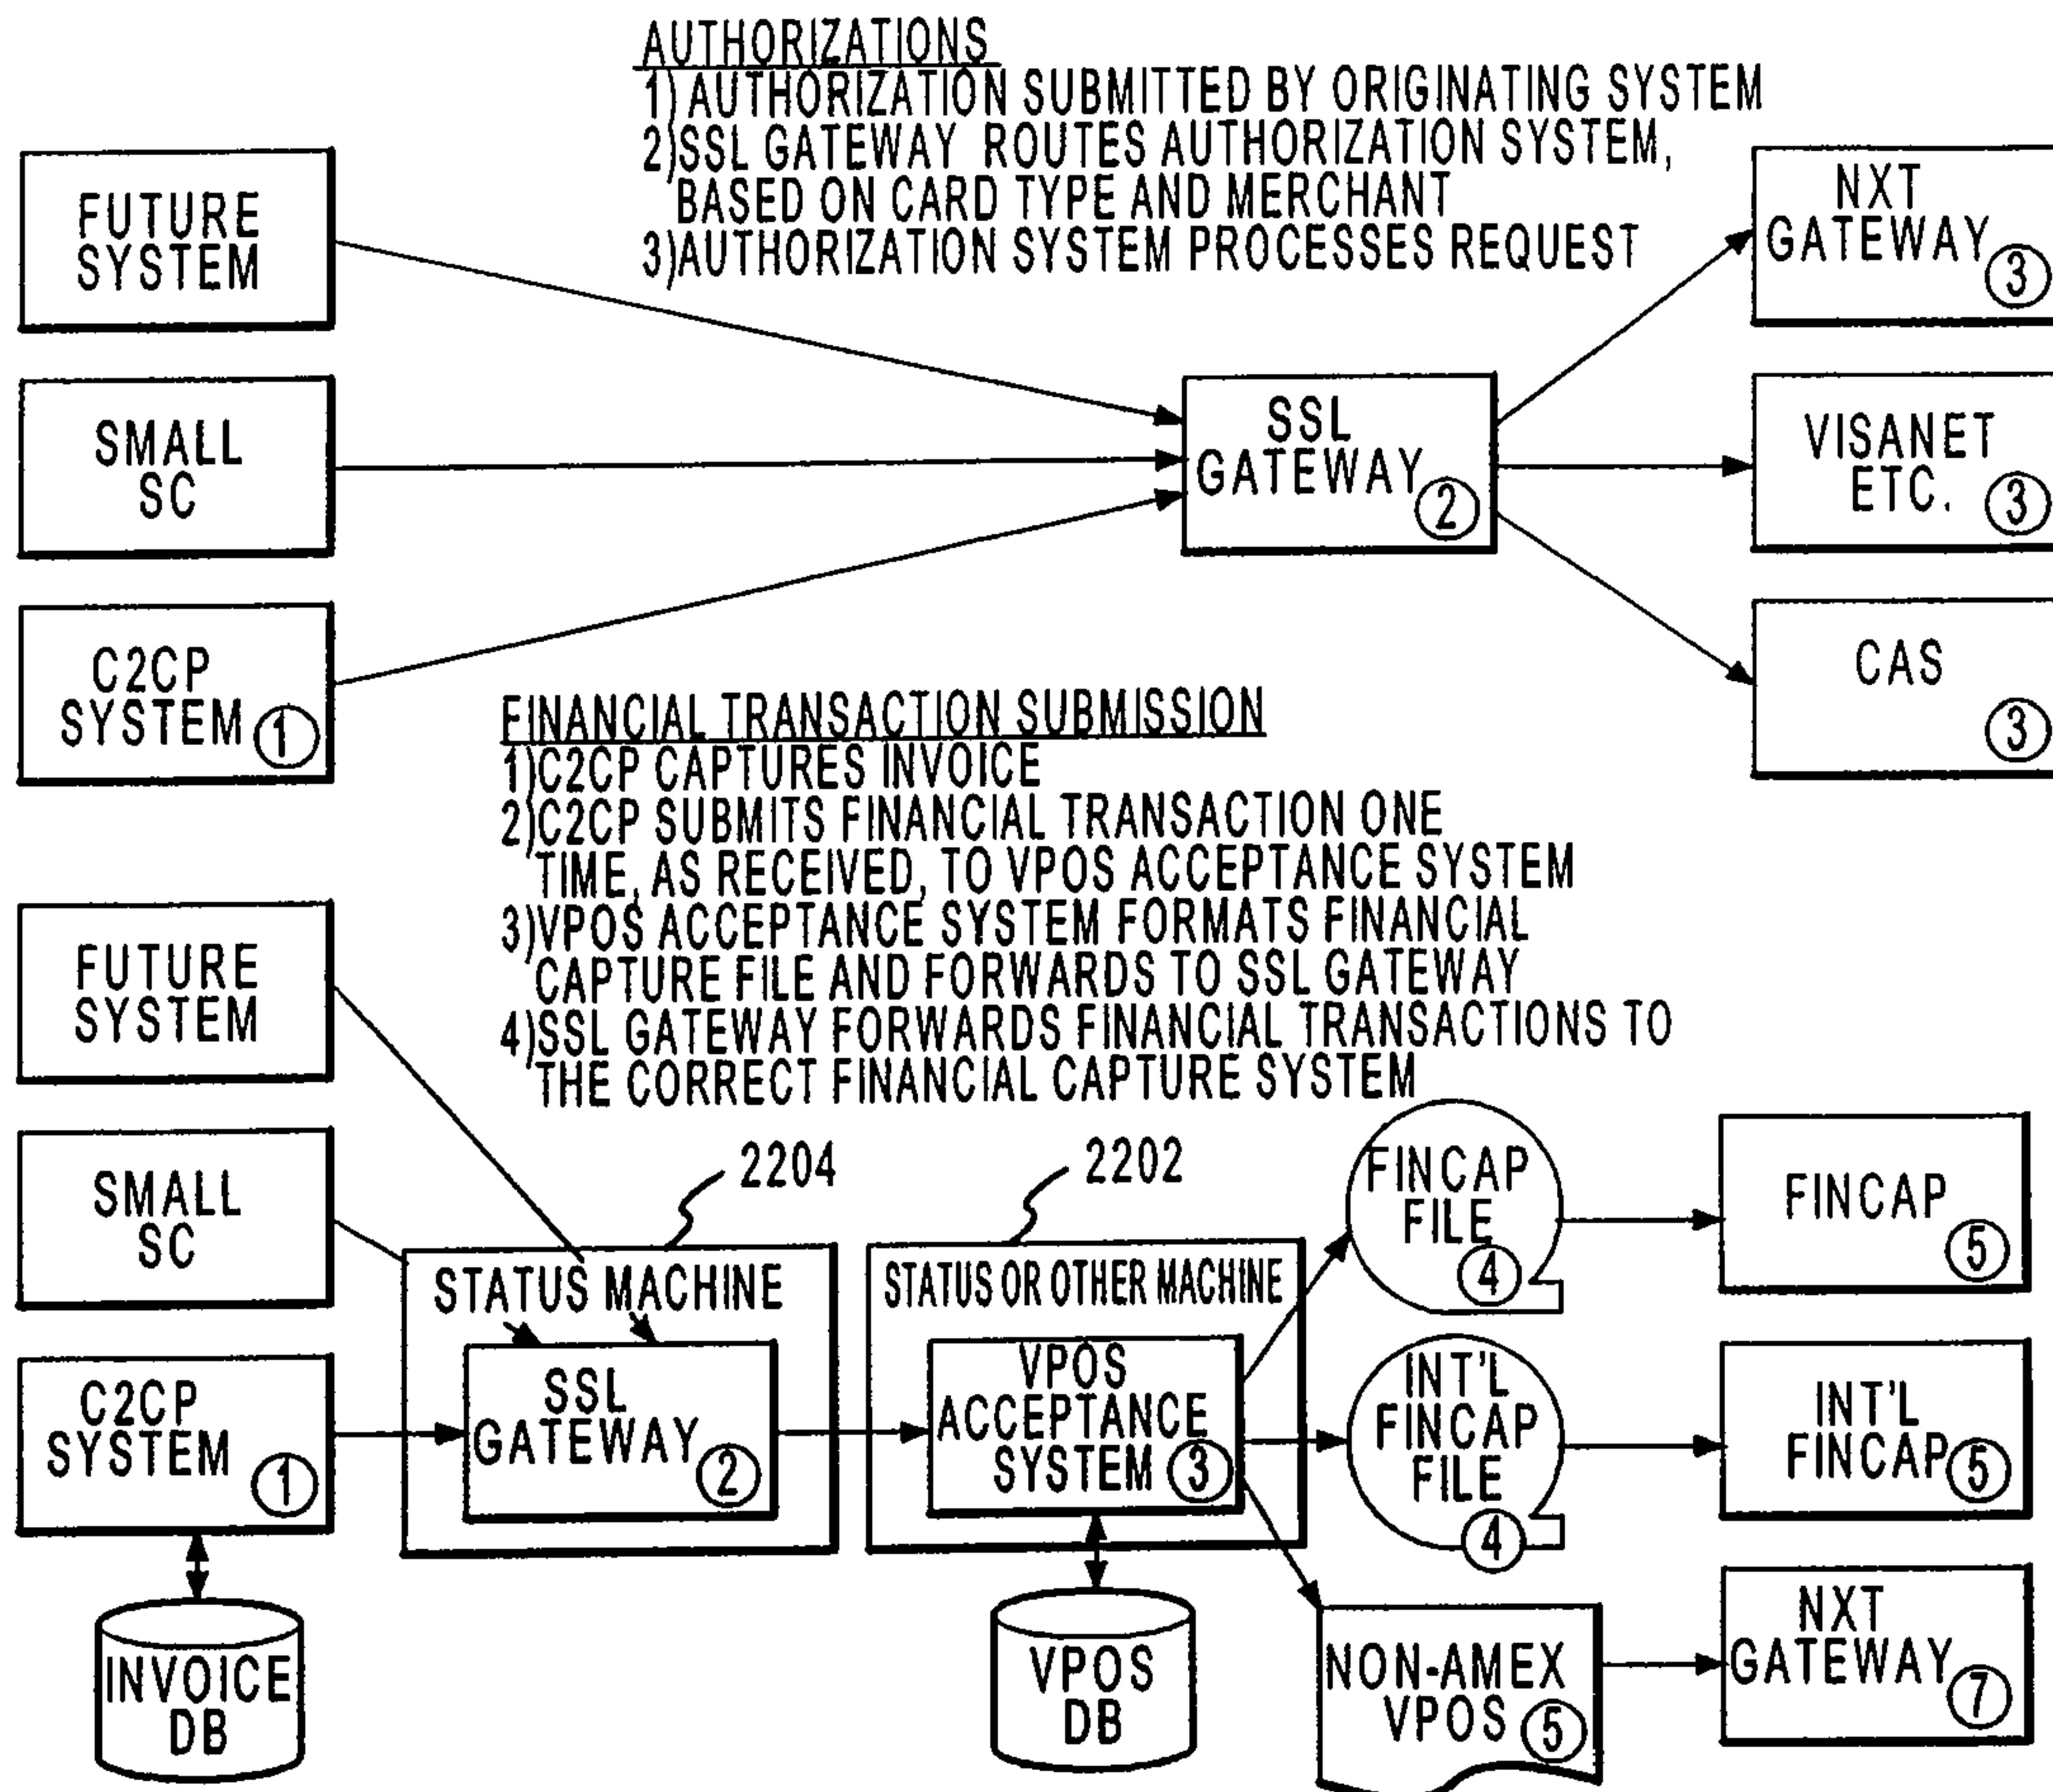 AUTHORIZATIONS
1) AUTHORIZATION SUBMITTED BY ORIGINATING SYSTEM
2) SSL GATEWAY ROUTES AUTHORIZATION SYSTEM,
BASED ON CARD TYPE AND MERCHANT
3) AUTHORIZATION SYSTEM PROCESSES REQUEST
FUTURE
SYSTEM
SMALL
SC
C2CP
SYSTEM 1
SSL
GATEWAY 2
NXT
GATEWAY 3
VISANET
ETC. 3
CAS
3
FINANCIAL TRANSACTION SUBMISSION
1) C2CP CAPTURES INVOICE
2) C2CP SUBMITS FINANCIAL TRANSACTION ONE
TIME, AS RECEIVED, TO VPOS ACCEPTANCE SYSTEM
3) VPOS ACCEPTANCE SYSTEM FORMATS FINANCIAL
CAPTURE FILE AND FORWARDS TO SSL GATEWAY
4) SSL GATEWAY FORWARDS FINANCIAL TRANSACTIONS TO
THE CORRECT FINANCIAL CAPTURE SYSTEM
FUTURE
SYSTEM
SMALL
SC
C2CP
SYSTEM 1
INVOICE
DB
2204
STATUS MACHINE
SSL
GATEWAY 2
2202
STATUS OR OTHER MACHINE
VPOS
ACCEPTANCE
SYSTEM 3
VPOS
DB
FINCAP
FILE
4
INT'L
FINCAP
FILE
4
NON-AMEX
VPOS 5
FINCAP
5
INT'L
FINCAP 5
NXT
GATEWAY 7